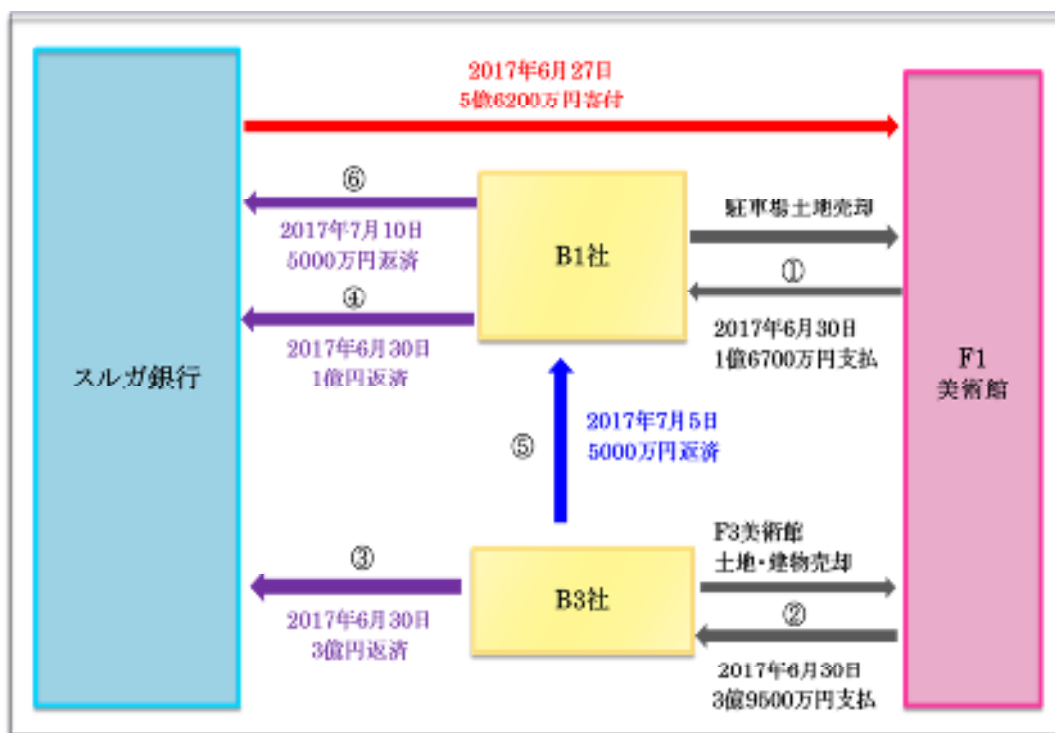 2017年6月27日
5億6200万円寄付
⑥
2017年7月10日
5000万円返済
B1社
駐車場土地売却
①
④
2017年6月30日
1億円返済
2017年6月30日
1億6700万円支払
スルガ銀行
F1
美術館
⑤
2017年7月5日
5000万円返済
F3美術館
土地・建物売却
③
2017年6月30日
3億円返済
B3社
②
2017年6月30日
3億9500万円支払